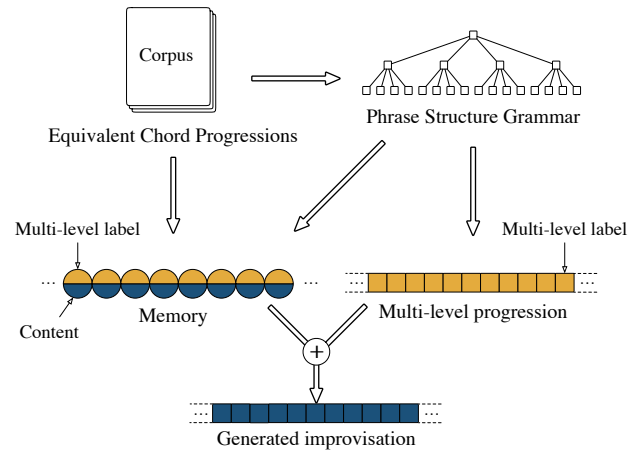 Corpus
Equivalent Chord Progressions
Phrase Structure Grammar
Multi-level label
Multi-level label
...
...
...
...
Content
Memory
Multi-level progression
+
...
...
Generated improvisation